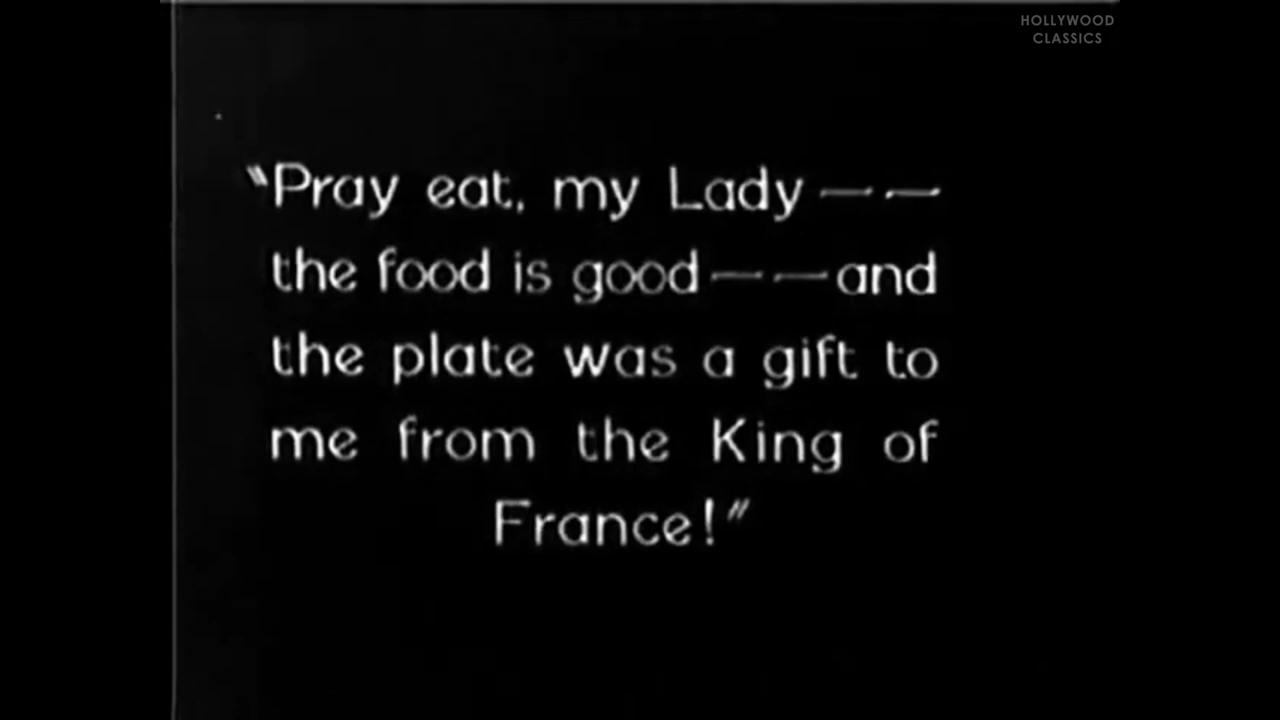 HOLLYWOOD
CLASSICS
"Pray eat, my Lady — —
the food is good — — and
the plate was a gift to
me from the King of
France!"